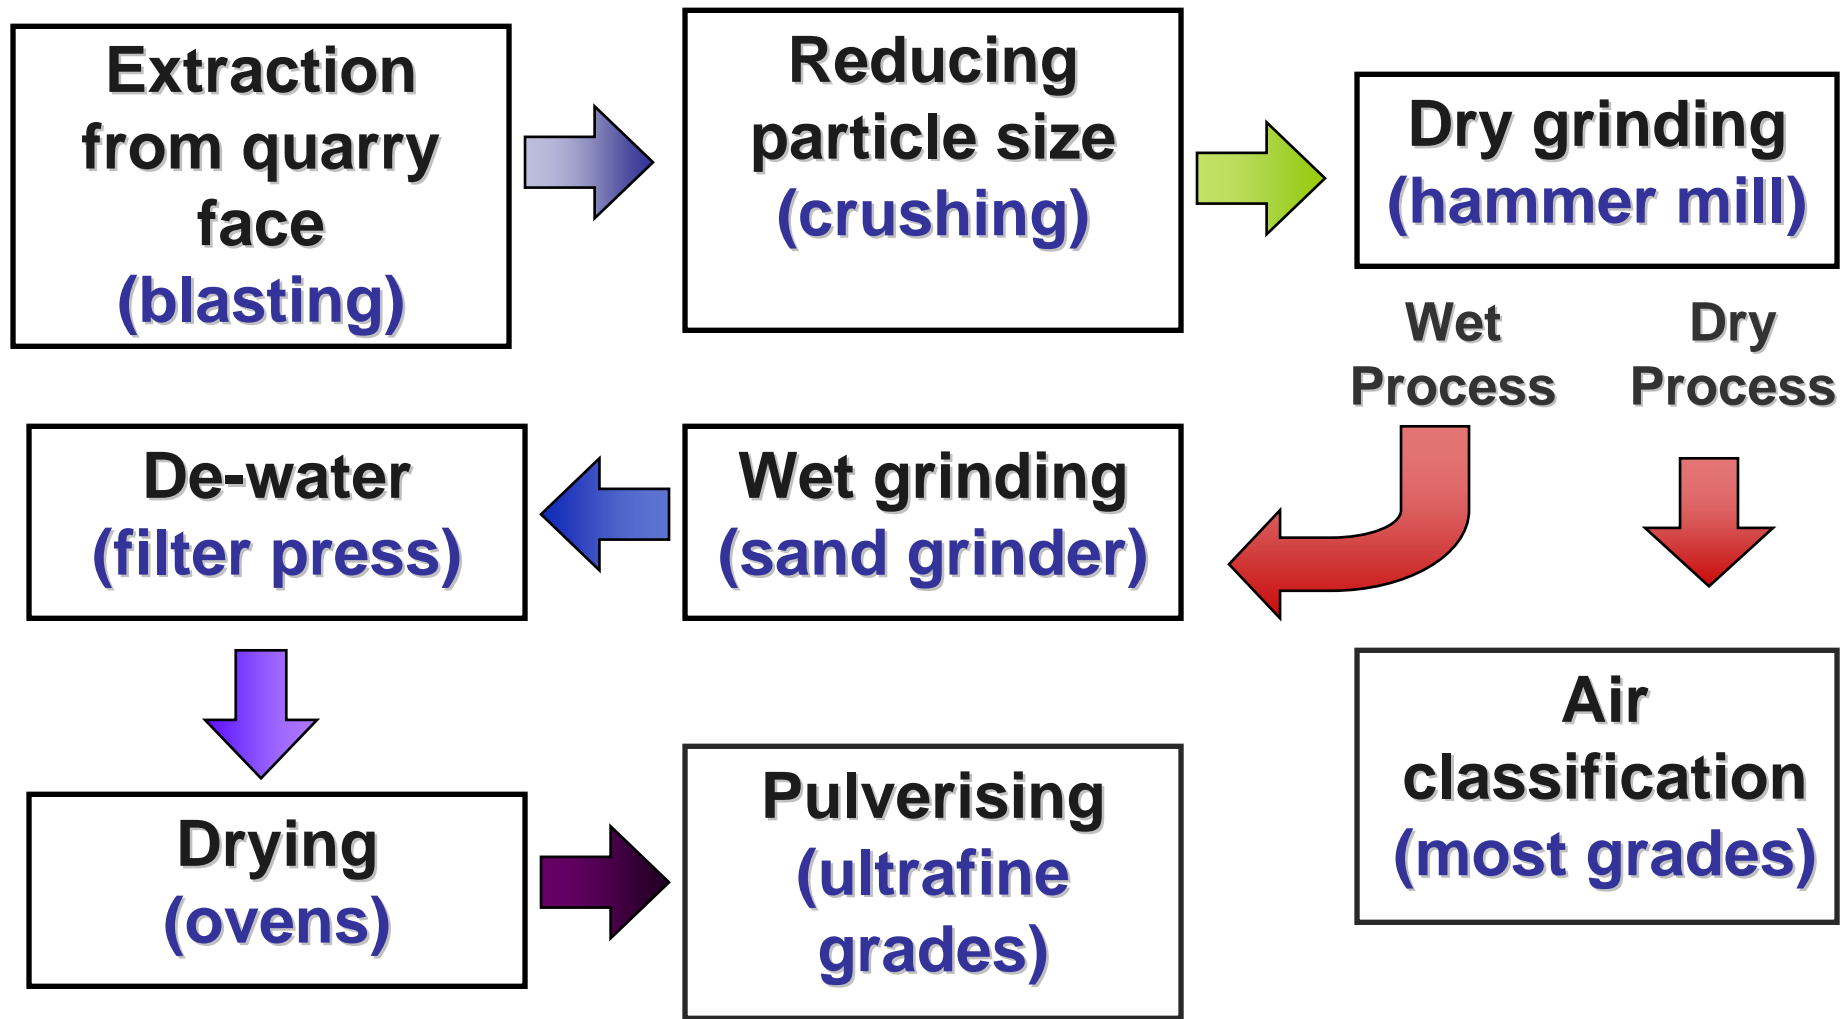 Extraction
from quarry
face
(blasting)
Reducing
particle size
(crushing)
Dry grinding
(hammer mill)
Wet
Process
Dry
Process
Wet grinding
(sand grinder)
De-water
(filter press)
Drying
(ovens)
Pulverising
(ultrafine
grades)
Air
classification
(most grades)